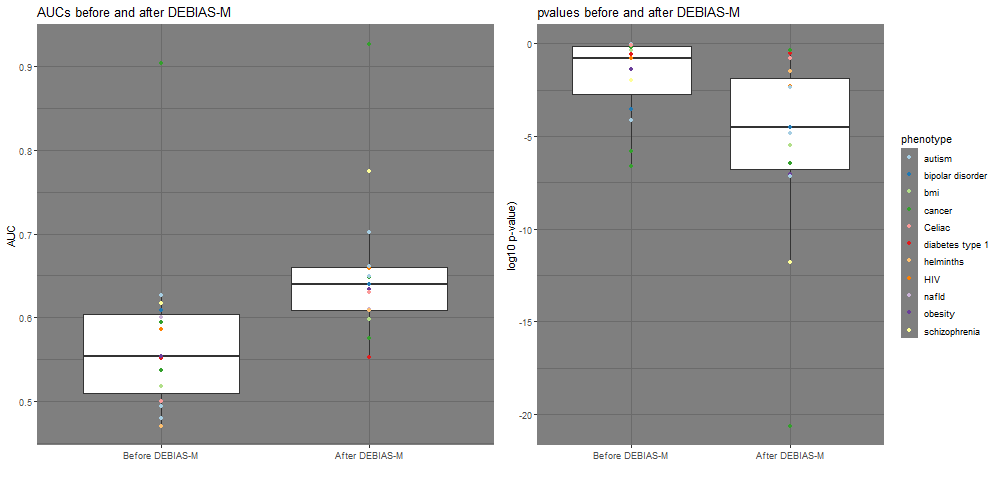 AUCs before and after DEBIAS-M
AUC
0.9
0.8
0.7
0.6
0.5
Before DEBIAS-M
After DEBIAS-M
pvalues before and after DEBIAS-M
log10 p-value)
0
-5
-10
-15
-20
Before DEBIAS-M
After DEBIAS-M
phenotype
autism
bipolar disorder
bmi
cancer
Celiac
diabetes type 1
helminths
HIV
nafld
obesity
schizophrenia